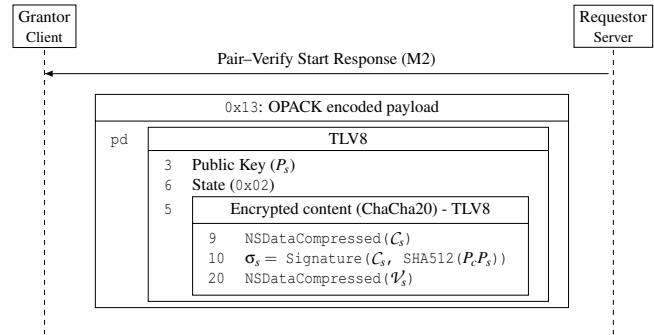 Grantor
Client
Requestor
Server
Pair–Verify Start Response (M2)
0x13: OPACK encoded payload
pd
TLV8
3 Public Key (Pₛ)
6 State (0x02)
5 Encrypted content (ChaCha20) - TLV8
9 NSDataCompressed(𝒞ₛ)
10 σₛ = Signature(𝒞ₛ, SHA512(P꜀Pₛ))
20 NSDataCompressed(𝒱ₛ)